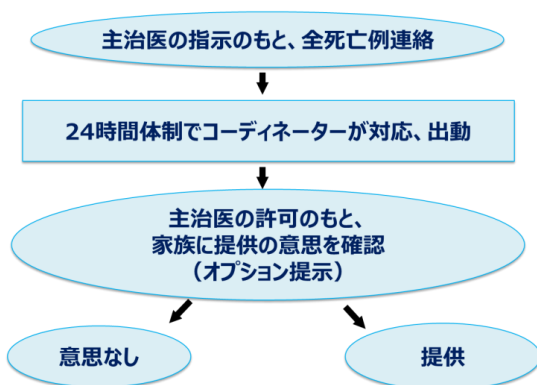 主治医の指示のもと、全死亡例連絡
24時間体制でコーディネーターが対応、出動
主治医の許可のもと、
家族に提供の意思を確認
（オプション提示）
意思なし
提供